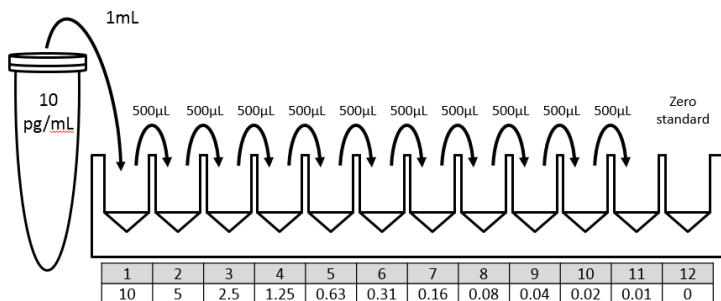 1mL
10
pg/mL
500µL 500µL 500µL 500µL 500µL 500µL 500µL 500µL 500µL 500µL
Zero
standard
1 2 3 4 5 6 7 8 9 10 11 12
10 5 2.5 1.25 0.63 0.31 0.16 0.08 0.04 0.02 0.01 0